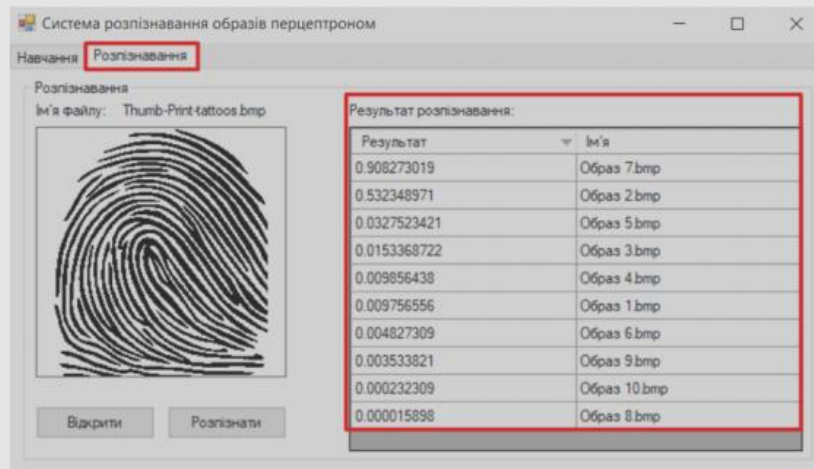 Система розпізнавання образів перцептроном
Навчання Розпізнавання
Розпізнавання
Ім'я файлу: Thumb-Print-tattoos.bmp
Результат розпізнавання:
Результат Ім'я
0.908273019 Образ 7.bmp
0.532348971 Образ 2.bmp
0.0327523421 Образ 5.bmp
0.0153368722 Образ 3.bmp
0.009856438 Образ 4.bmp
0.009756556 Образ 1.bmp
0.004827309 Образ 6.bmp
0.003533821 Образ 9.bmp
0.000232309 Образ 10.bmp
0.000015898 Образ 8.bmp
Відкрити Розпізнати